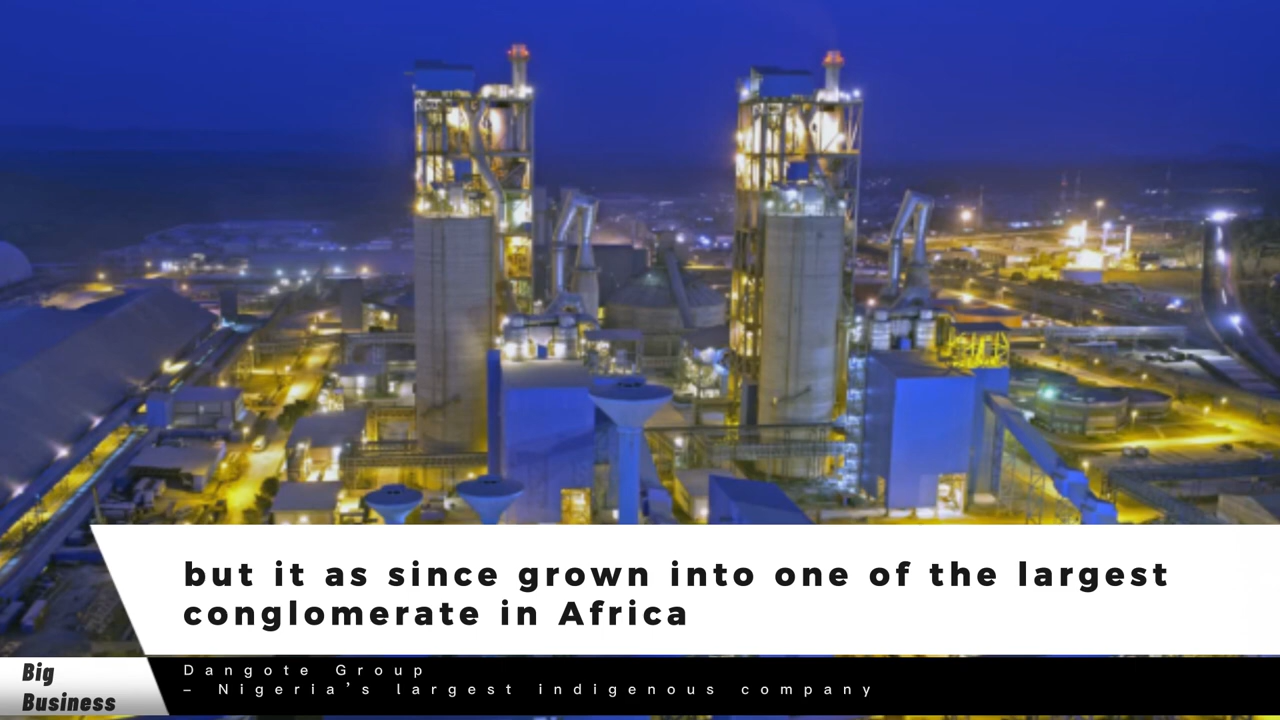 but it as since grown into one of the largest
conglomerate in Africa
Big
Business
Dangote Group
– Nigeria’s largest indigenous company